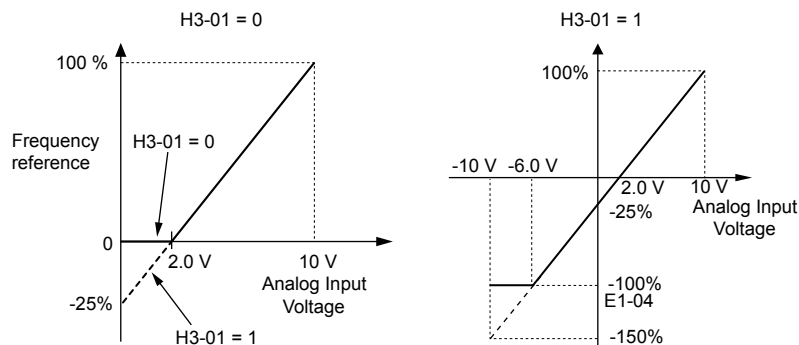 H3-01 = 0
100 %
Frequency
reference
H3-01 = 0
0
2.0 V
10 V
Analog Input
Voltage
-25%
H3-01 = 1
H3-01 = 1
100%
-10 V
-6.0 V
2.0 V
10 V
Analog Input
Voltage
-25%
-100%
E1-04
-150%